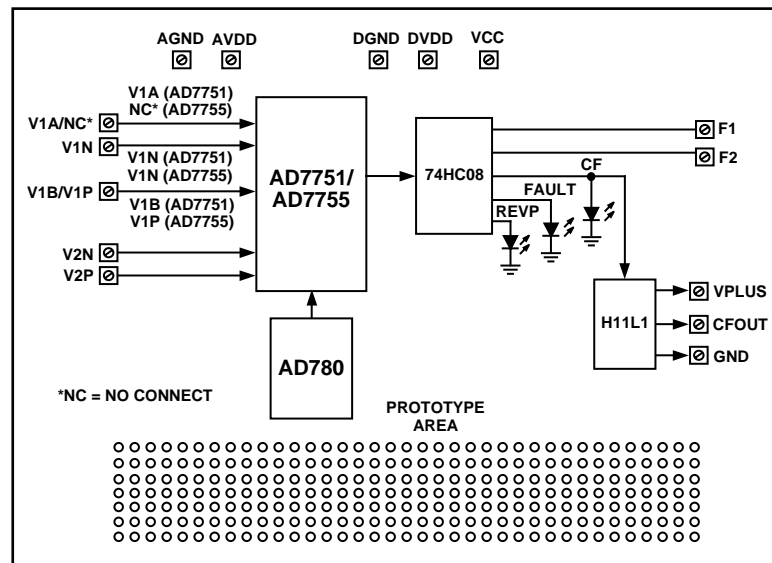 AGND AVDD DGND DVDD VCC
V1A (AD7751)
NC* (AD7755)
V1A/NC*
V1N
V1N (AD7751)
V1N (AD7755)
V1B/V1P
V1B (AD7751)
V1P (AD7755)
V2N
V2P
AD7751/
AD7755
74HC08
F1
F2
CF
FAULT
REVP
H11L1
VPLUS
CFOUT
GND
AD780
*NC = NO CONNECT
PROTOTYPE
AREA